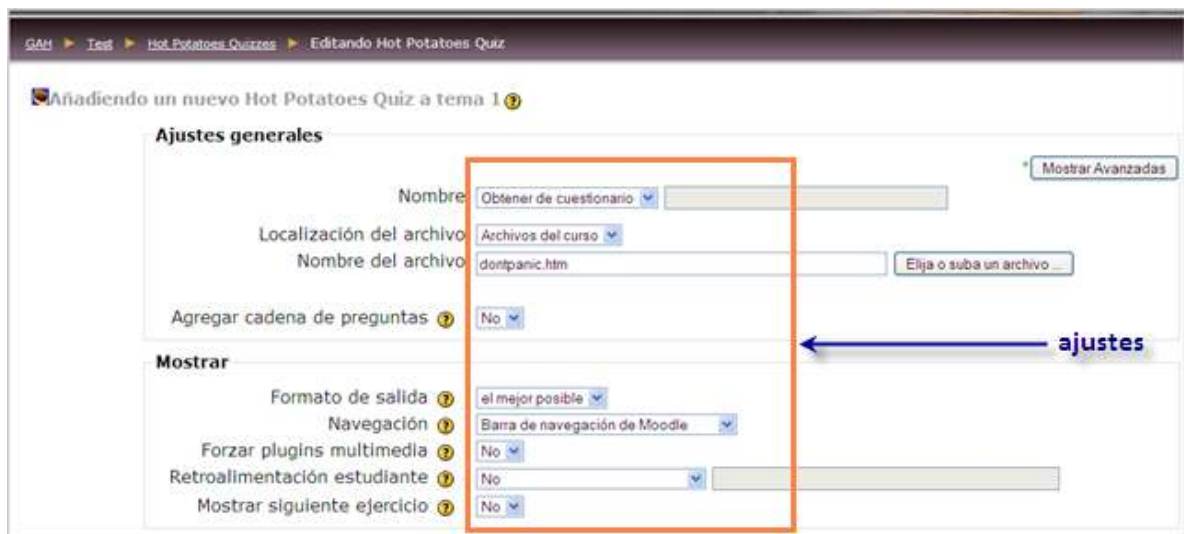 GAH ► Test ► Hot Potatoes Quizzes ► Editando Hot Potatoes Quiz
Añadiendo un nuevo Hot Potatoes Quiz a tema 1 ?
Ajustes generales
* Mostrar Avanzadas
Nombre Obtener de cuestionario
Localización del archivo Archivos del curso
Nombre del archivo dontpanic.htm Elija o suba un archivo ...
Agregar cadena de preguntas ? No
ajustes
Mostrar
Formato de salida ? el mejor posible
Navegación ? Barra de navegación de Moodle
Forzar plugins multimedia ? No
Retroalimentación estudiante ? No
Mostrar siguiente ejercicio ? No